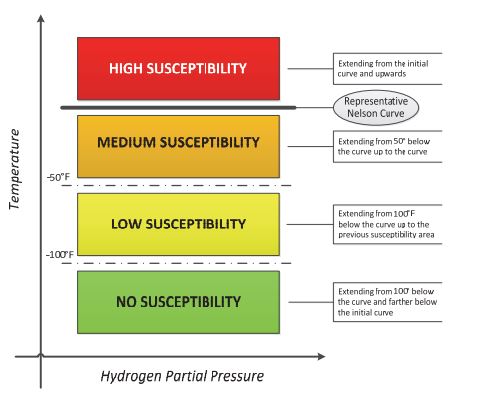 HIGH SUSCEPTIBILITY
Extending from the initial
curve and upwards
Representative
Nelson Curve
MEDIUM SUSCEPTIBILITY
Extending from 50° below
the curve up to the curve
-50°F
LOW SUSCEPTIBILITY
Extending from 100°F
below the curve up to the
previous susceptibility area
-100°F
NO SUSCEPTIBILITY
Extending from 100° below
the curve and farther below
the initial curve
Temperature
Hydrogen Partial Pressure